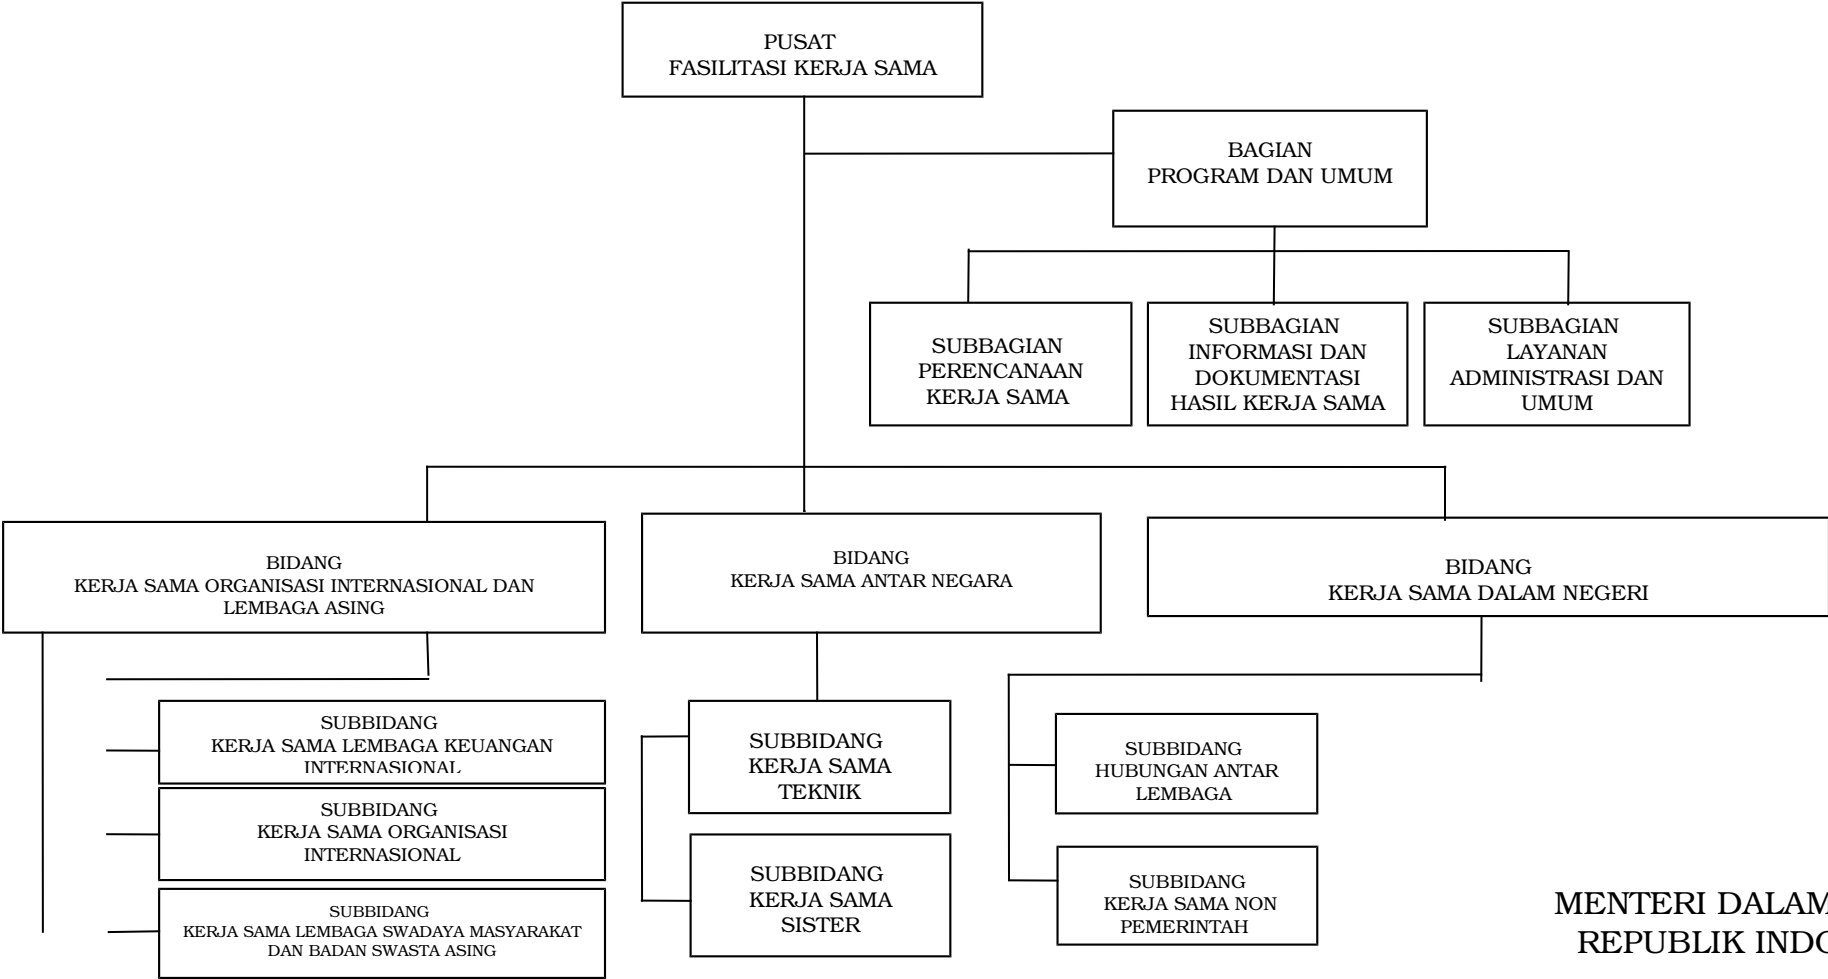 PUSAT
FASILITASI KERJA SAMA
BAGIAN
PROGRAM DAN UMUM
SUBBAGIAN
PERENCANAAN
KERJA SAMA
SUBBAGIAN
INFORMASI DAN
DOKUMENTASI
HASIL KERJA SAMA
SUBBAGIAN
LAYANAN
ADMINISTRASI DAN
UMUM
BIDANG
KERJA SAMA ORGANISASI INTERNASIONAL DAN
LEMBAGA ASING
BIDANG
KERJA SAMA ANTAR NEGARA
BIDANG
KERJA SAMA DALAM NEGERI
SUBBIDANG
KERJA SAMA LEMBAGA KEUANGAN
INTERNASIONAL
SUBBIDANG
KERJA SAMA ORGANISASI
INTERNASIONAL
SUBBIDANG
KERJA SAMA LEMBAGA SWADAYA MASYARAKAT
DAN BADAN SWASTA ASING
SUBBIDANG
KERJA SAMA
TEKNIK
SUBBIDANG
KERJA SAMA
SISTER
SUBBIDANG
HUBUNGAN ANTAR
LEMBAGA
SUBBIDANG
KERJA SAMA NON
PEMERINTAH
MENTERI DALAM
REPUBLIK